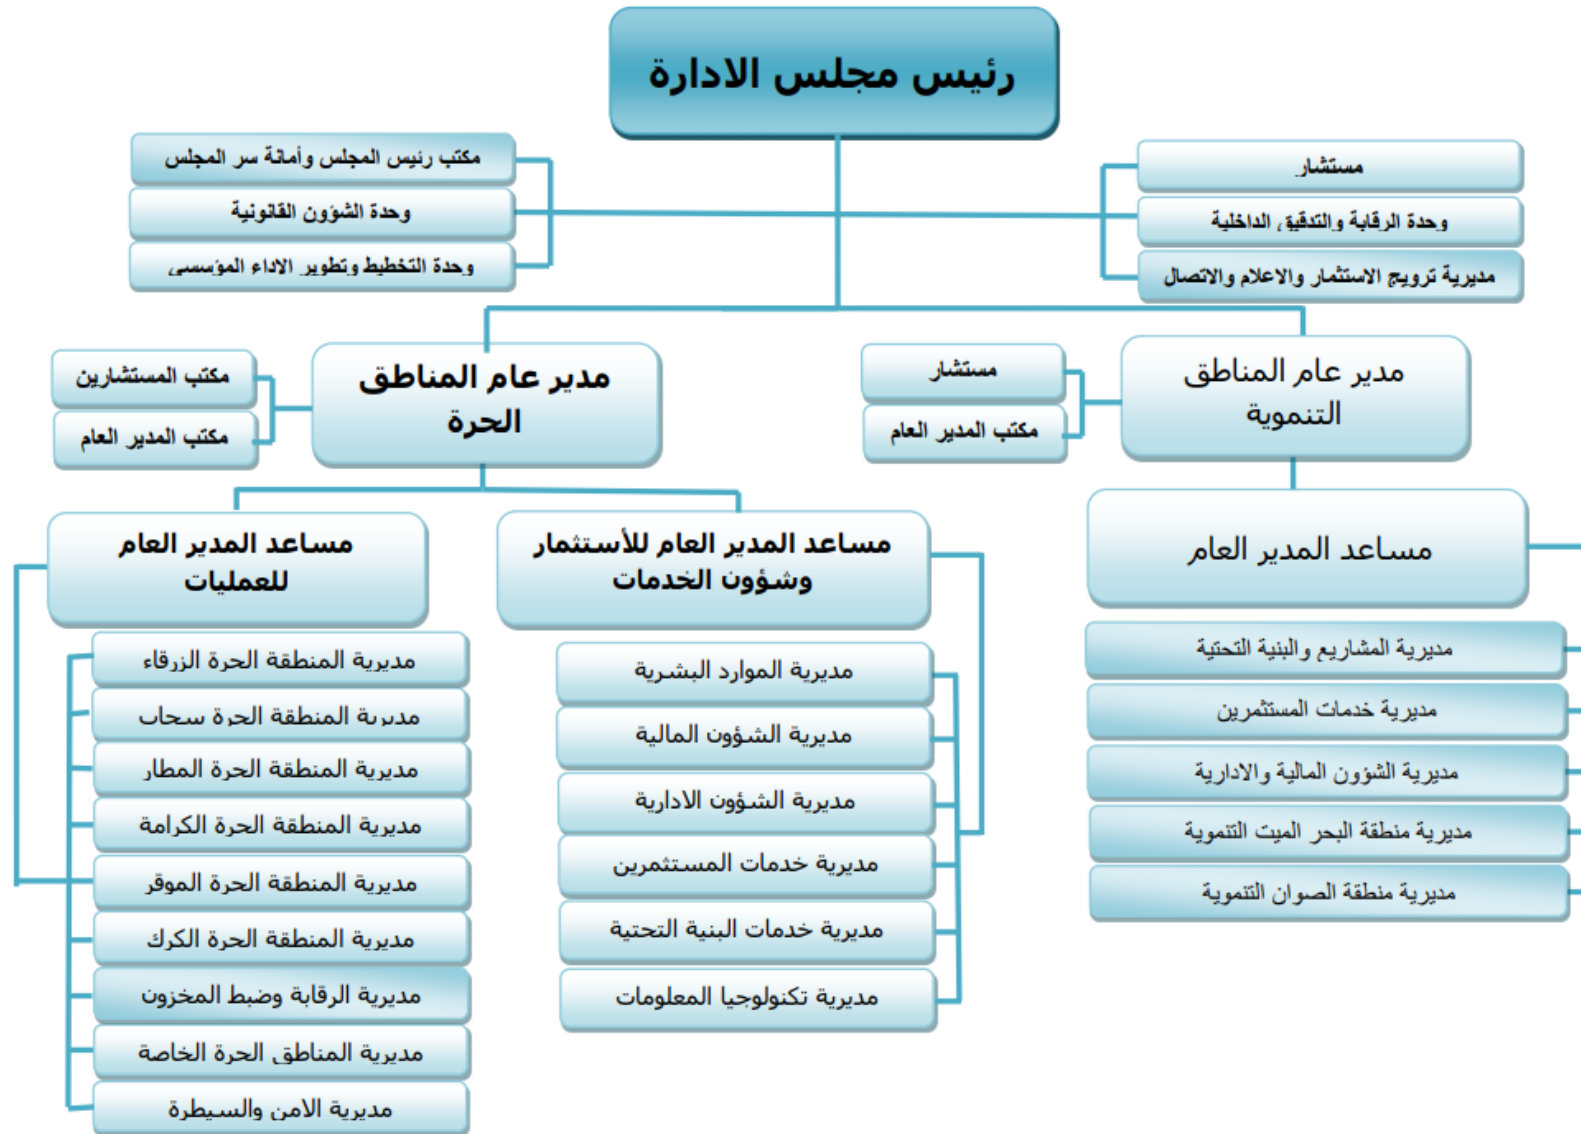 رئيس مجلس الادارة
مستشار
وحدة الرقابة والتدقيق الداخلية
مديرية ترويج الاستثمار والاعلام والاتصال
مكتب رئيس المجلس وأمانة سر المجلس
وحدة الشؤون القانونية
وحدة التخطيط وتطوير الاداء المؤسسي
مدير عام المناطق
التنموية
مستشار
مكتب المدير العام
مدير عام المناطق
الحرة
مكتب المستشارين
مكتب المدير العام
مساعد المدير العام
مديرية المشاريع والبنية التحتية
مديرية خدمات المستثمرين
مديرية الشؤون المالية والادارية
مديرية منطقة البحر الميت التنموية
مديرية منطقة الصوان التنموية
مساعد المدير العام للأستثمار
وشؤون الخدمات
مديرية الموارد البشرية
مديرية الشؤون المالية
مديرية الشؤون الادارية
مديرية خدمات المستثمرين
مديرية خدمات البنية التحتية
مديرية تكنولوجيا المعلومات
مساعد المدير العام
للعمليات
مديرية المنطقة الحرة الزرقاء
مديرية المنطقة الحرة سحاب
مديرية المنطقة الحرة المطار
مديرية المنطقة الحرة الكرامة
مديرية المنطقة الحرة الموقر
مديرية المنطقة الحرة الكرك
مديرية الرقابة وضبط المخزون
مديرية المناطق الحرة الخاصة
مديرية الامن والسيطرة